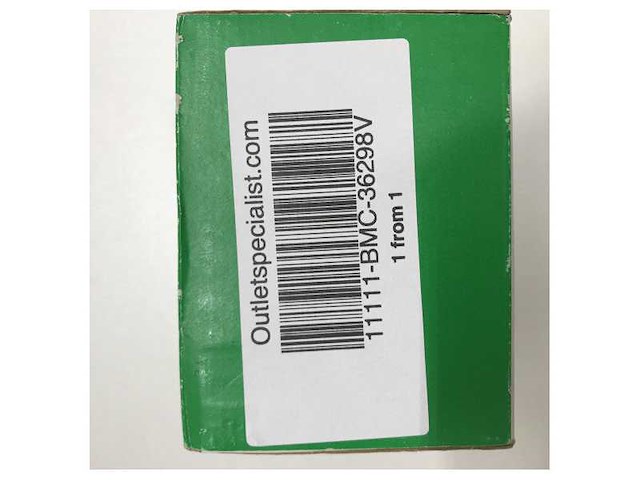 Outletspecialist.com
11111-BMC-36298V
1 from 1